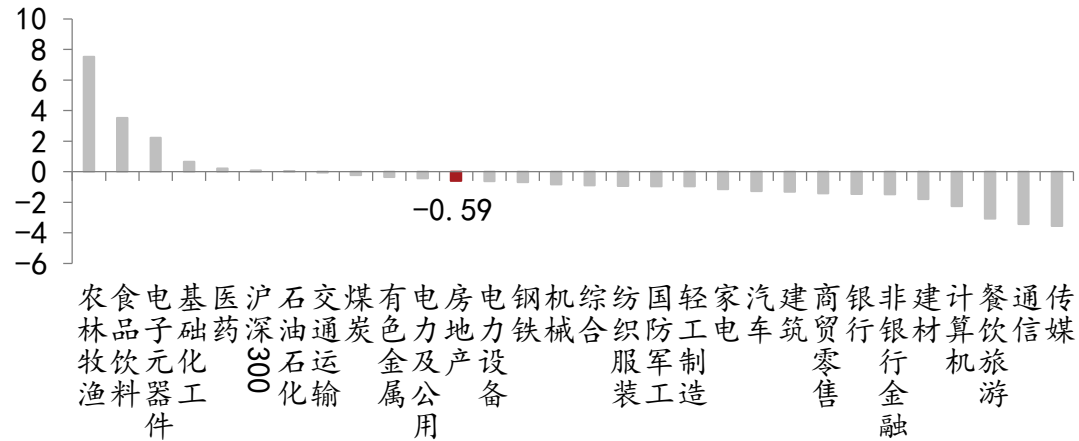 10
8
6
4
2
0
-2
-4
-6
-0.59
农林牧渔
食品饮料
电子元器件
基础化工
医药
沪深300
石油石化
交通运输
煤炭
有色金属
电力及公用
房地产
电力设备
钢铁
机械
综合
纺织服装
国防军工
轻工制造
家电
汽车
建筑
商贸零售
银行
非银行金融
建材
计算机
餐饮旅游
通信
传媒